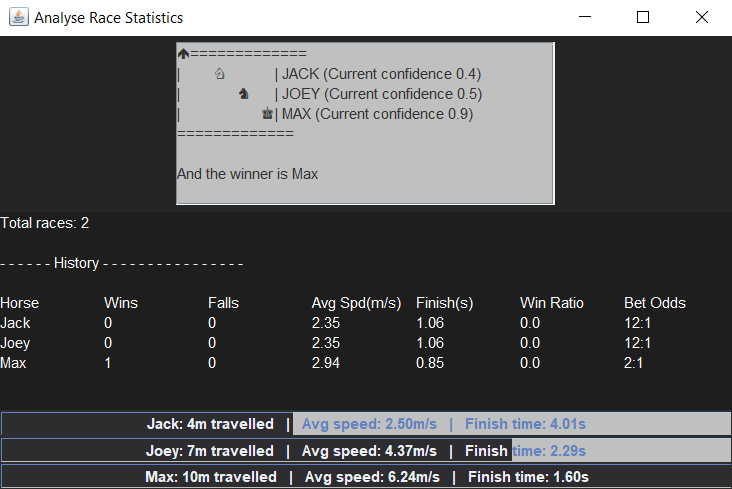 Analyse Race Statistics
🡅=============
| ♘ | JACK (Current confidence 0.4)
| ♞ | JOEY (Current confidence 0.5)
| ♚ | MAX (Current confidence 0.9)
=============
And the winner is Max
Total races: 2
- - - - - - History - - - - - - - - - - - - - - - -
Horse Wins Falls Avg Spd(m/s) Finish(s) Win Ratio Bet Odds
Jack 0 0 2.35 1.06 0.0 12:1
Joey 0 0 2.35 1.06 0.0 12:1
Max 1 0 2.94 0.85 0.0 2:1
Jack: 4m travelled | Avg speed: 2.50m/s | Finish time: 4.01s
Joey: 7m travelled | Avg speed: 4.37m/s | Finish time: 2.29s
Max: 10m travelled | Avg speed: 6.24m/s | Finish time: 1.60s